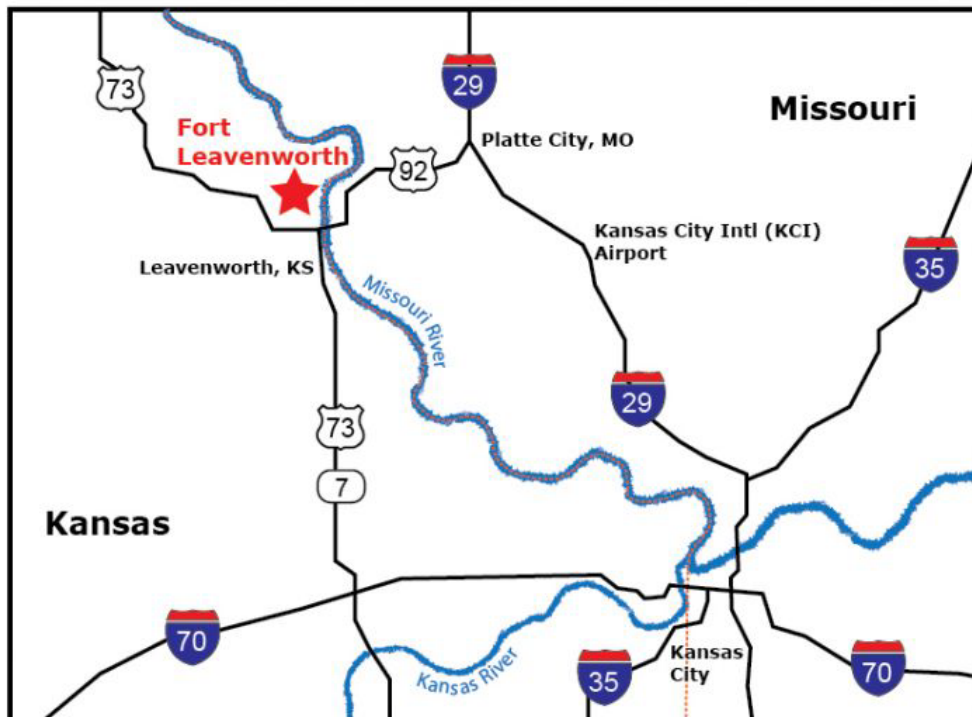 73
29
Missouri
Fort
Leavenworth
Platte City, MO
92
Kansas City Intl (KCI)
Airport
35
Leavenworth, KS
Missouri River
29
73
7
Kansas
70
Kansas River
35
Kansas
City
70